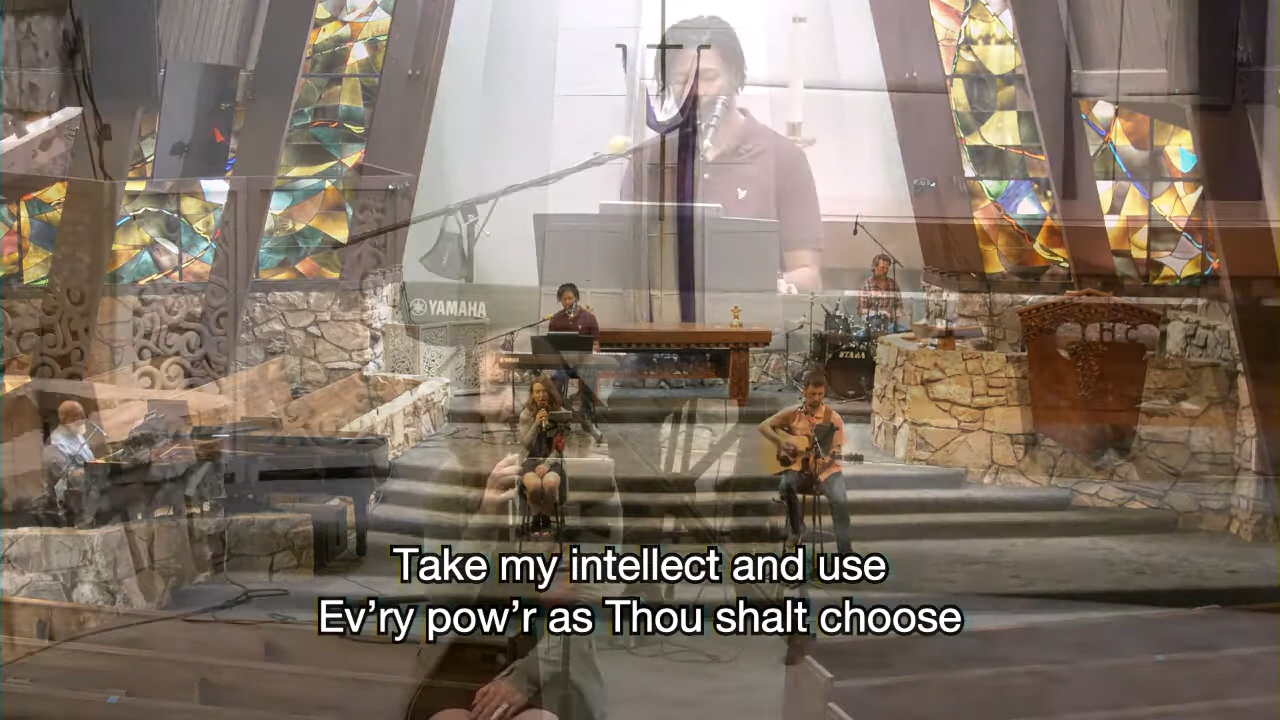 YAMAHA
TAMA
Take my intellect and use
Ev'ry pow'r as Thou shalt choose